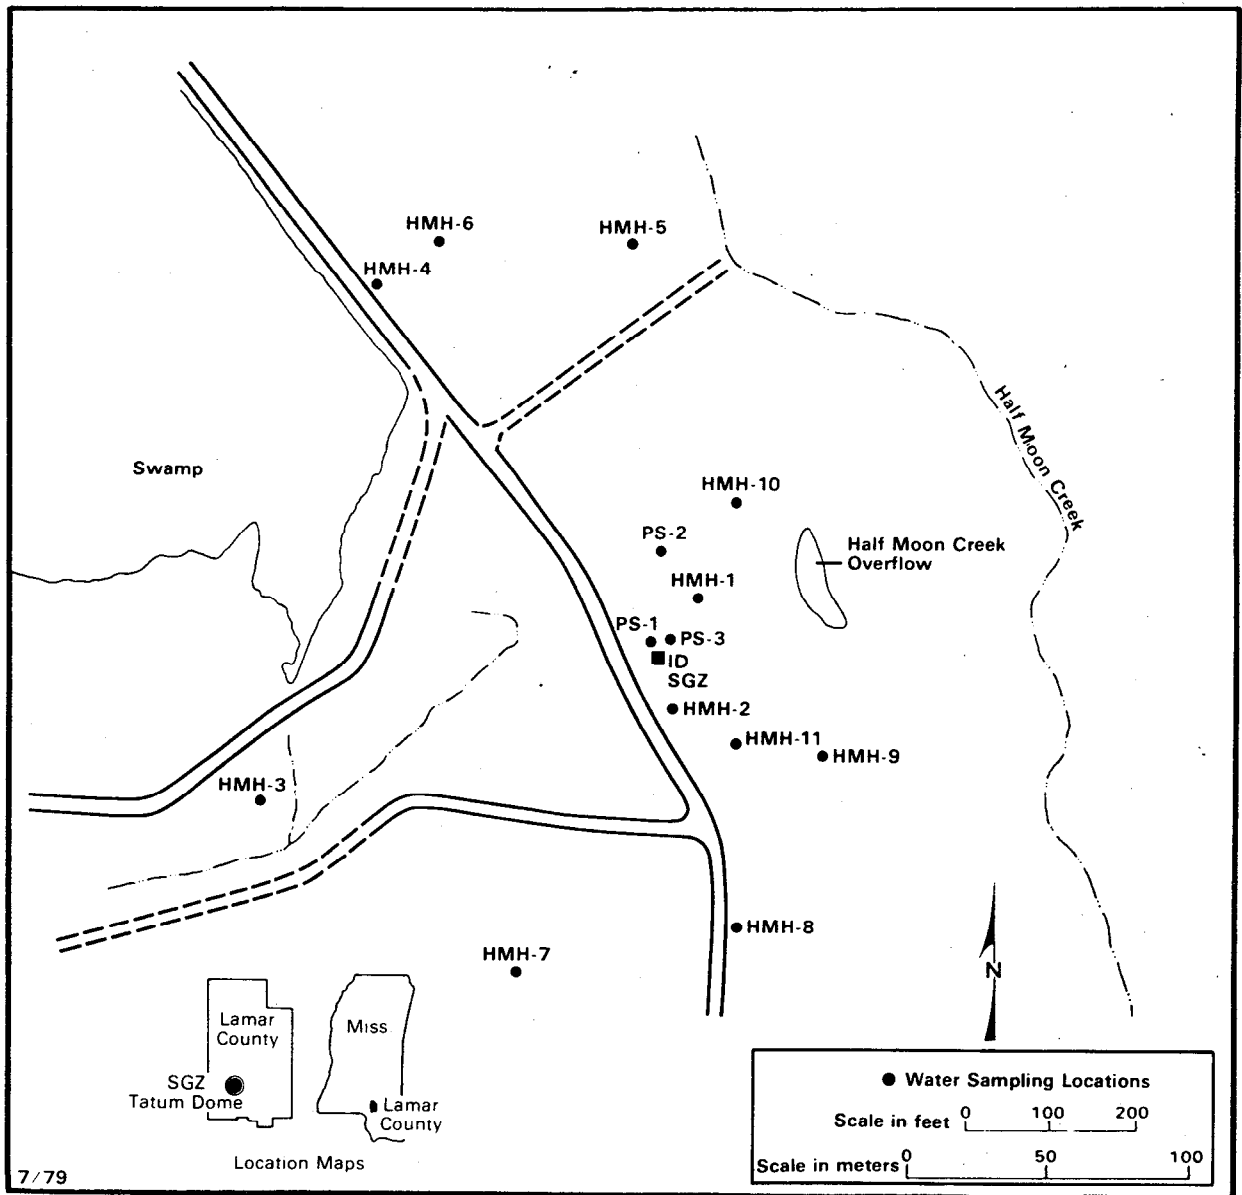 HMH-6
HMH-5
HMH-4
Half Moon Creek
Swamp
HMH-10
PS-2
Half Moon Creek
Overflow
HMH-1
PS-1
PS-3
ID
SGZ
HMH-2
HMH-11
HMH-9
HMH-3
HMH-8
HMH-7
N
Lamar
County
Miss
SGZ
Tatum Dome
Lamar
County
Location Maps
7/79
Water Sampling Locations
Scale in feet 0 100 200
Scale in meters 0 50 100